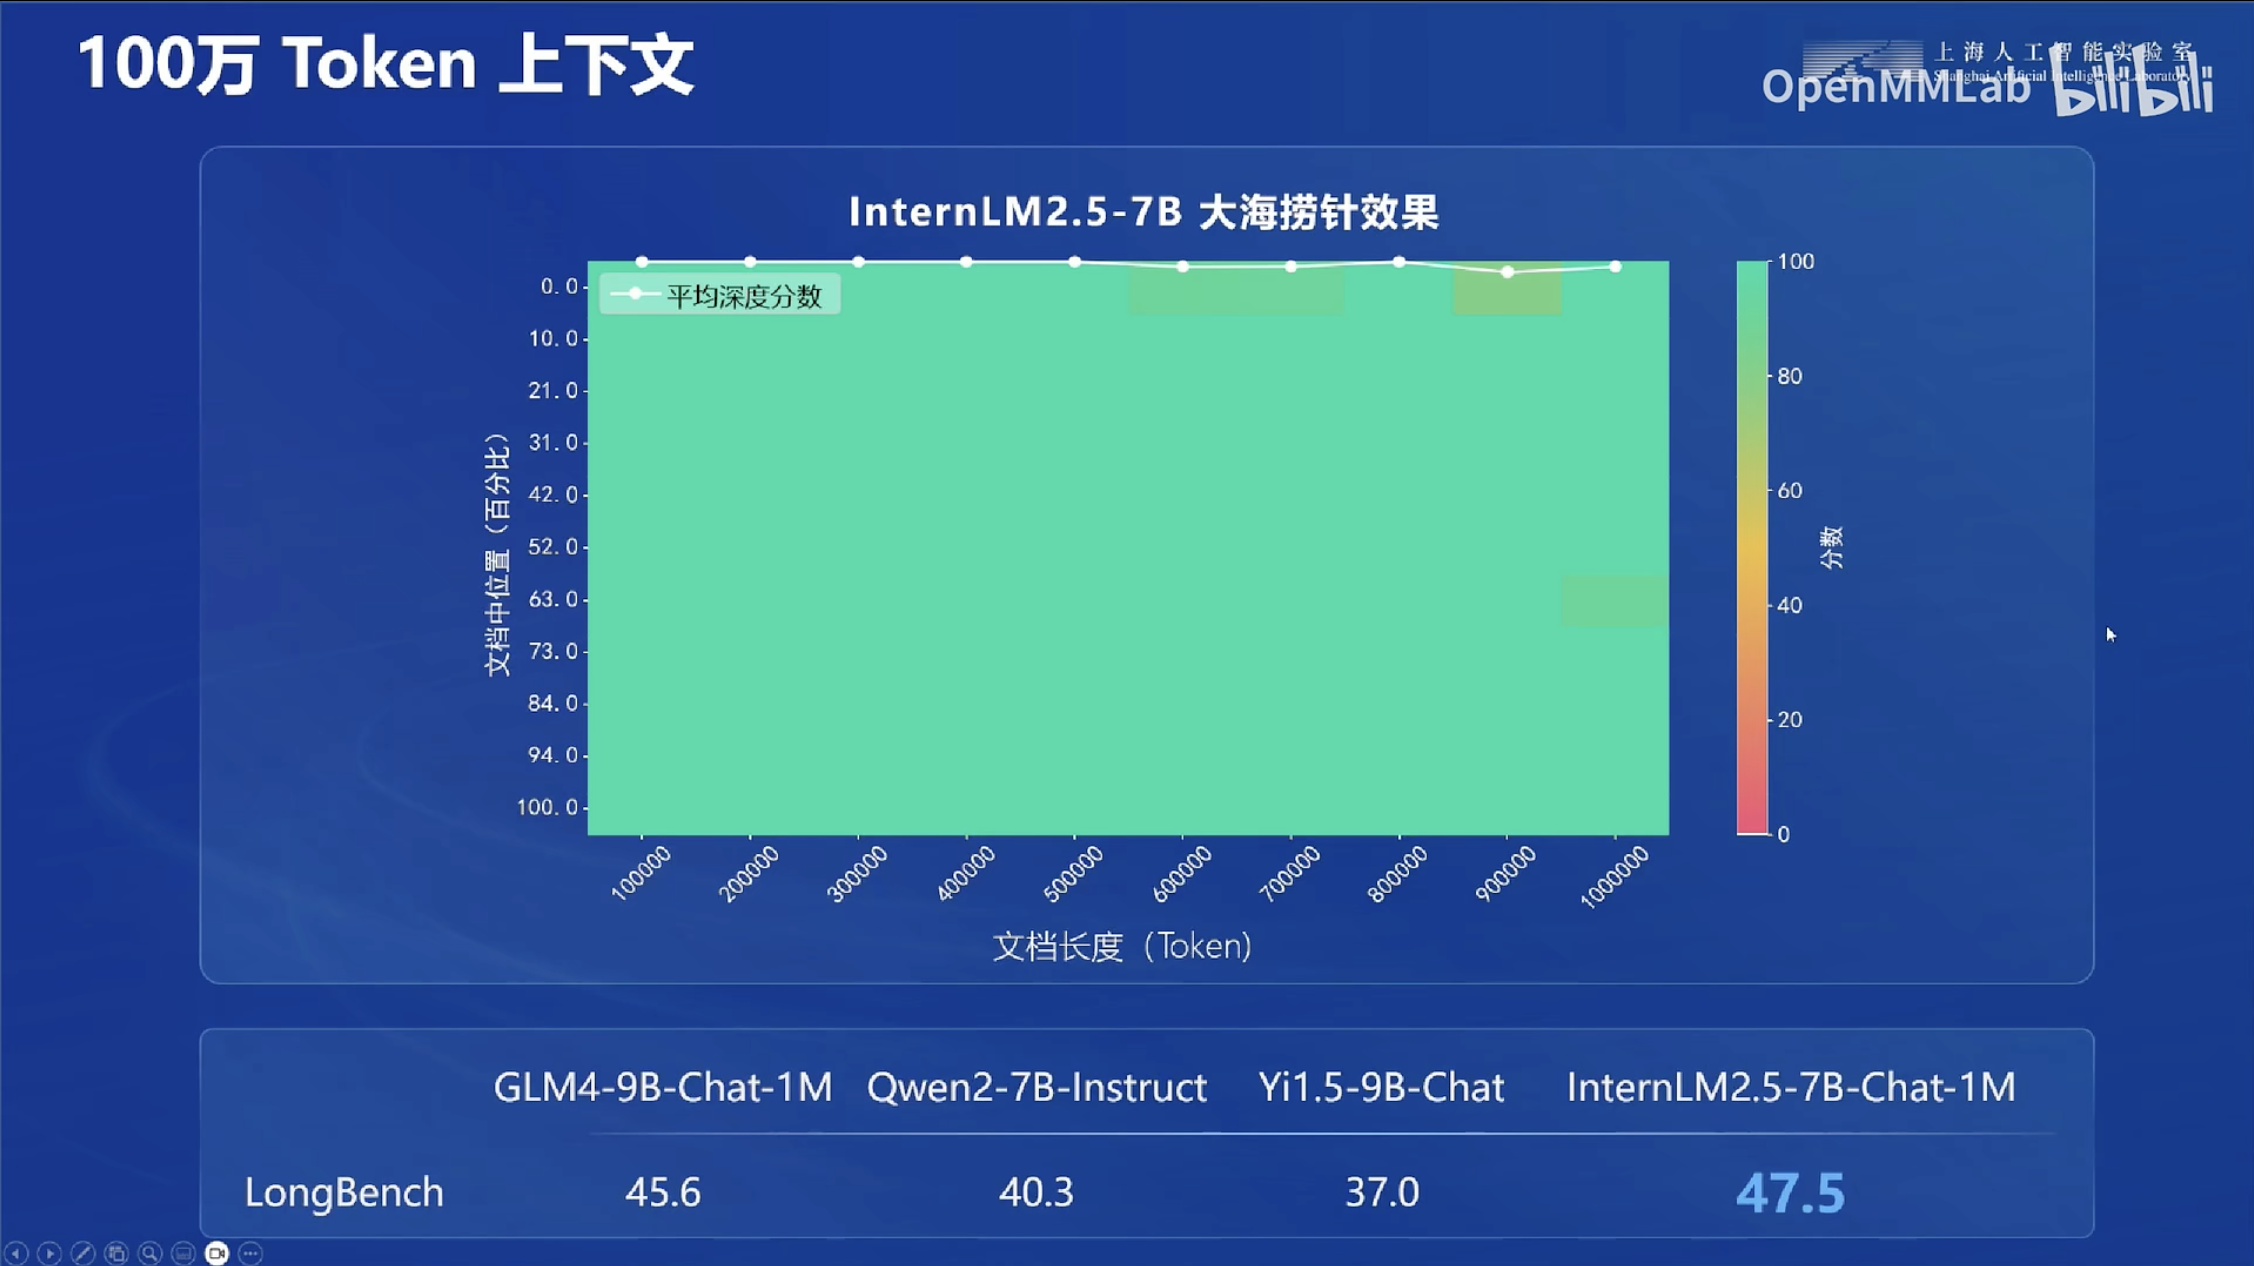 100万 Token 上下文
上海人工智能实验室
Shanghai Artificial Intelligence Laboratory
OpenMMLab bilibili
InternLM2.5-7B 大海捞针效果
平均深度分数
文档中位置（百分比）
0.0
10.0
21.0
31.0
42.0
52.0
63.0
73.0
84.0
94.0
100.0
100000 200000 300000 400000 500000 600000 700000 800000 900000 1000000
文档长度（Token）
100
80
60
40
20
0
分数
GLM4-9B-Chat-1M Qwen2-7B-Instruct Yi1.5-9B-Chat InternLM2.5-7B-Chat-1M
LongBench 45.6 40.3 37.0 47.5